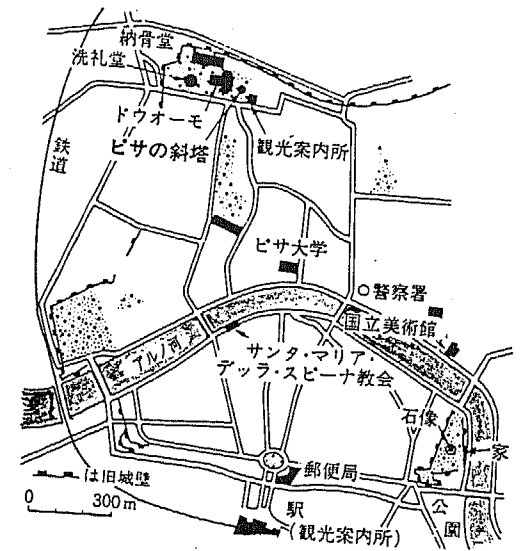 納骨堂
洗礼堂
ドウオーモ
ピサの斜塔
観光案内所
鉄道
ピサ大学
警察署
国立美術館
アルノ河
サンタ・マリア・
デッラ・スピーナ教会
石像
家
郵便局
は旧城壁
0 300m
公園
駅
(観光案内所)